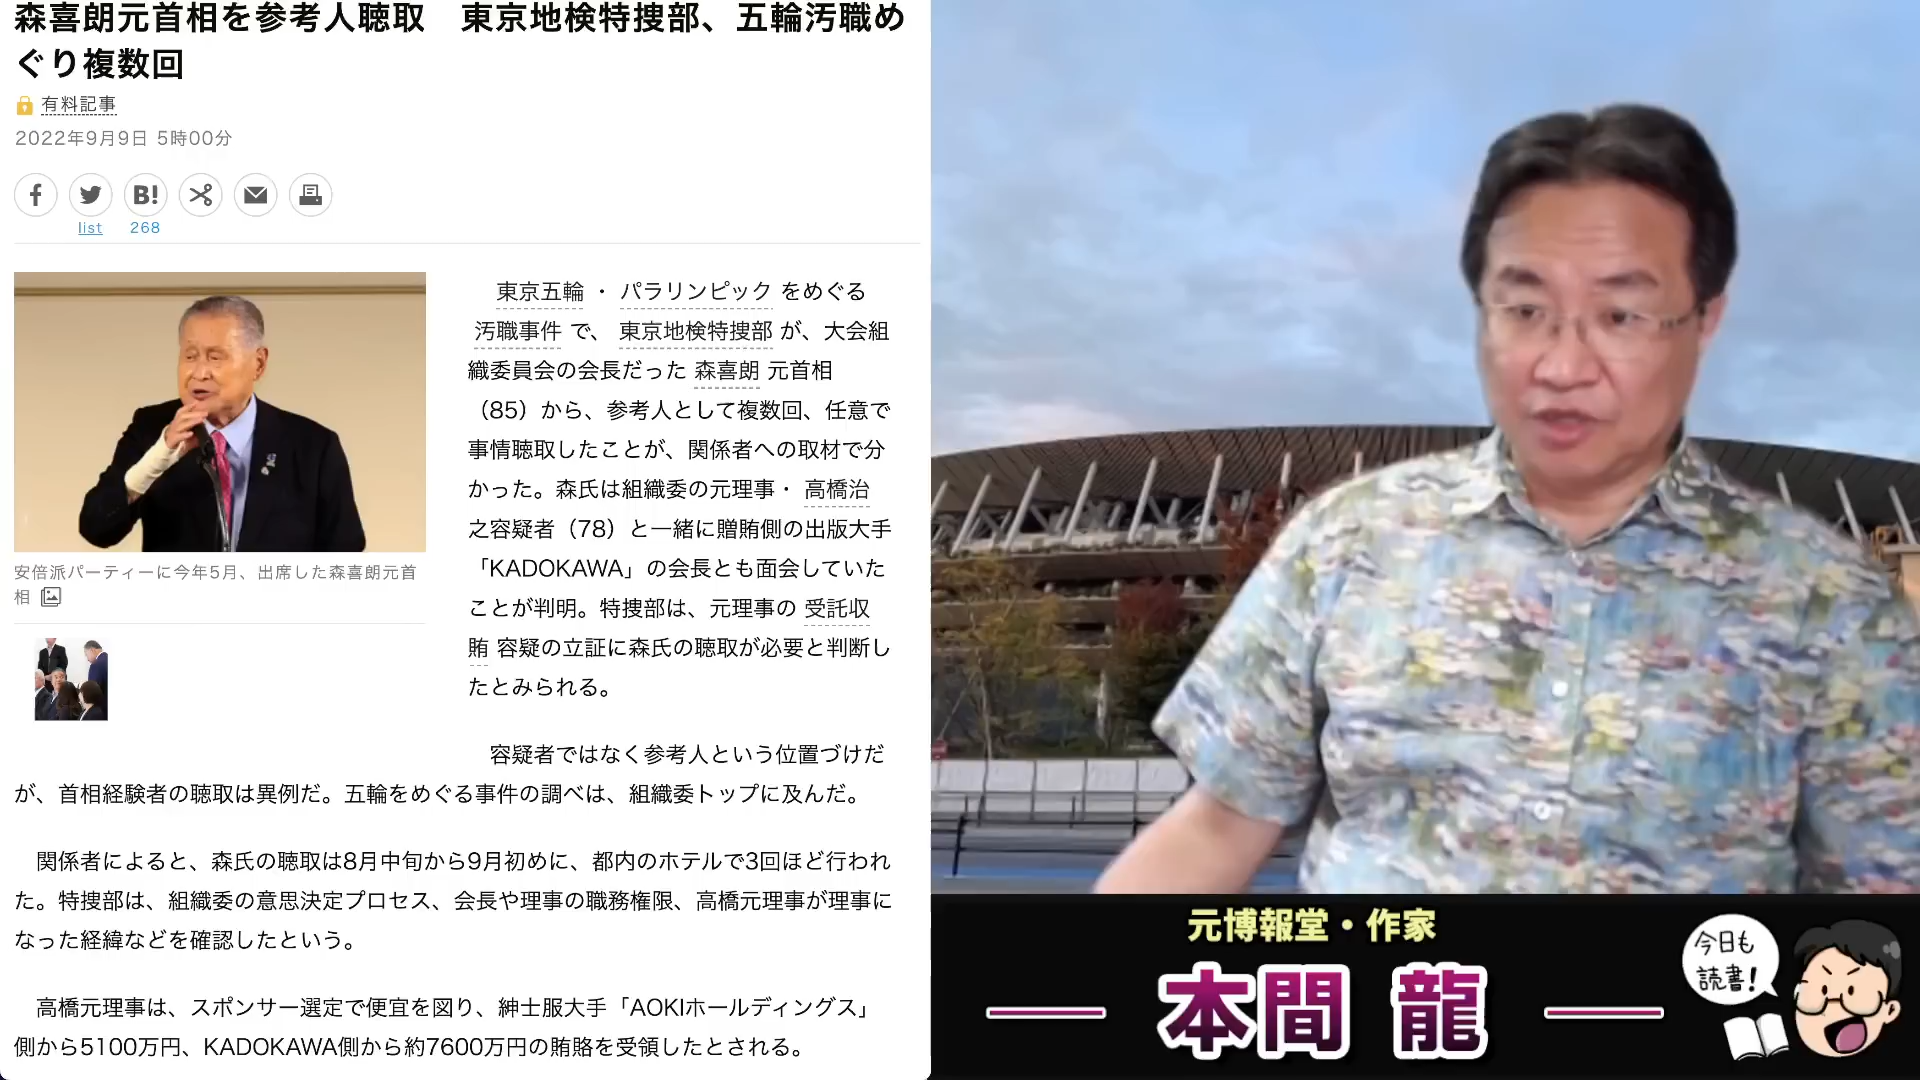 森喜朗元首相を参考人聴取　東京地検特捜部、五輪汚職め
ぐり複数回
有料記事
2022年9月9日 5時00分
B!
list
268
東京五輪 ・ パラリンピック をめぐる
汚職事件 で、 東京地検特捜部 が、大会組
織委員会の会長だった 森喜朗 元首相
（85）から、参考人として複数回、任意で
事情聴取したことが、関係者への取材で分
かった。森氏は組織委の元理事・ 高橋治
之容疑者（78）と一緒に贈賄側の出版大手
「KADOKAWA」の会長とも面会していた
ことが判明。特捜部は、元理事の 受託収
賄 容疑の立証に森氏の聴取が必要と判断し
たとみられる。
安倍派パーティーに今年5月、出席した森喜朗元首
相
容疑者ではなく参考人という位置づけだ
が、首相経験者の聴取は異例だ。五輪をめぐる事件の調べは、組織委トップに及んだ。
関係者によると、森氏の聴取は8月中旬から9月初めに、都内のホテルで3回ほど行われ
た。特捜部は、組織委の意思決定プロセス、会長や理事の職務権限、高橋元理事が理事に
なった経緯などを確認したという。
高橋元理事は、スポンサー選定で便宜を図り、紳士服大手「AOKIホールディングス」
側から5100万円、KADOKAWA側から約7600万円の賄賂を受領したとされる。
元博報堂・作家
本間 龍
今日も
読書!